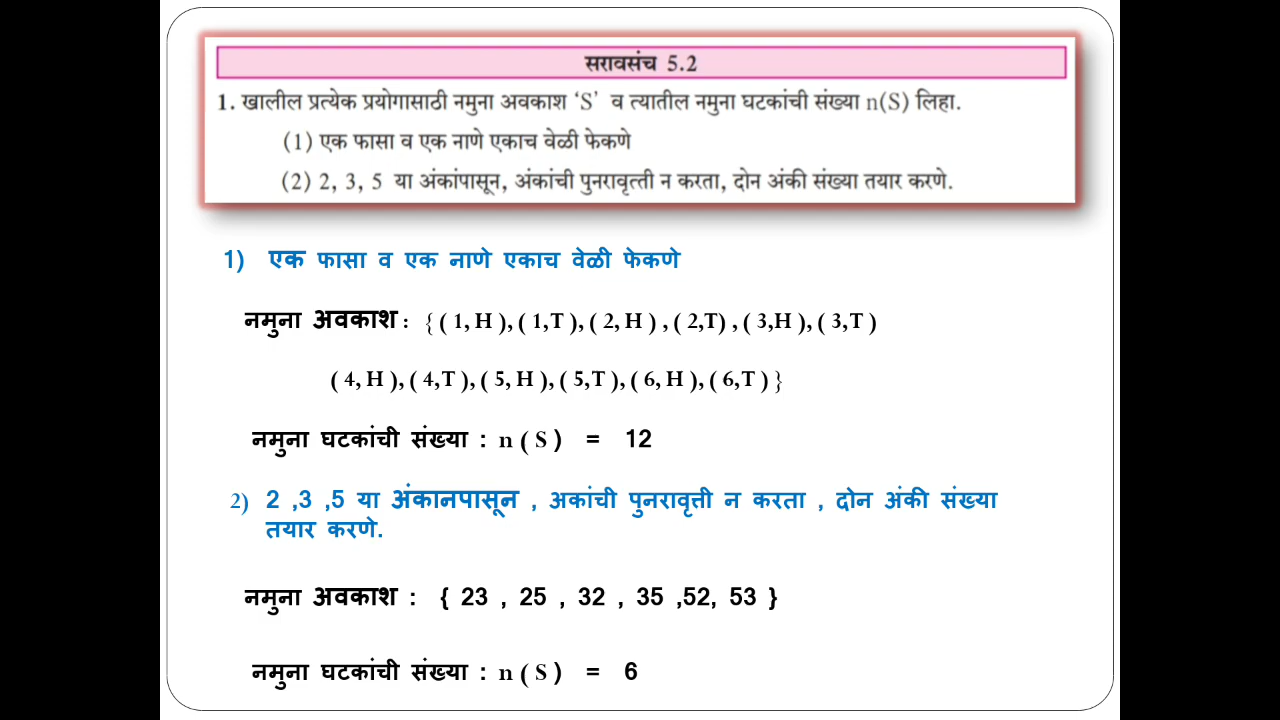 सरावसंच 5.2
1. खालील प्रत्येक प्रयोगासाठी नमुना अवकाश ‘S’ व त्यातील नमुना घटकांची संख्या n(S) लिहा.
(1) एक फासा व एक नाणे एकाच वेळी फेकणे
(2) 2, 3, 5 या अंकांपासून, अंकांची पुनरावृत्ती न करता, दोन अंकी संख्या तयार करणे.
1) एक फासा व एक नाणे एकाच वेळी फेकणे
नमुना अवकाश : { ( 1, H ), ( 1,T ), ( 2, H ) , ( 2,T) , ( 3,H ), ( 3,T )
( 4, H ), ( 4,T ), ( 5, H ), ( 5,T ), ( 6, H ), ( 6,T ) }
नमुना घटकांची संख्या : n ( S ) = 12
2) 2 ,3 ,5 या अंकानपासून , अकांची पुनरावृत्ती न करता , दोन अंकी संख्या
तयार करणे.
नमुना अवकाश : { 23 , 25 , 32 , 35 ,52, 53 }
नमुना घटकांची संख्या : n ( S ) = 6